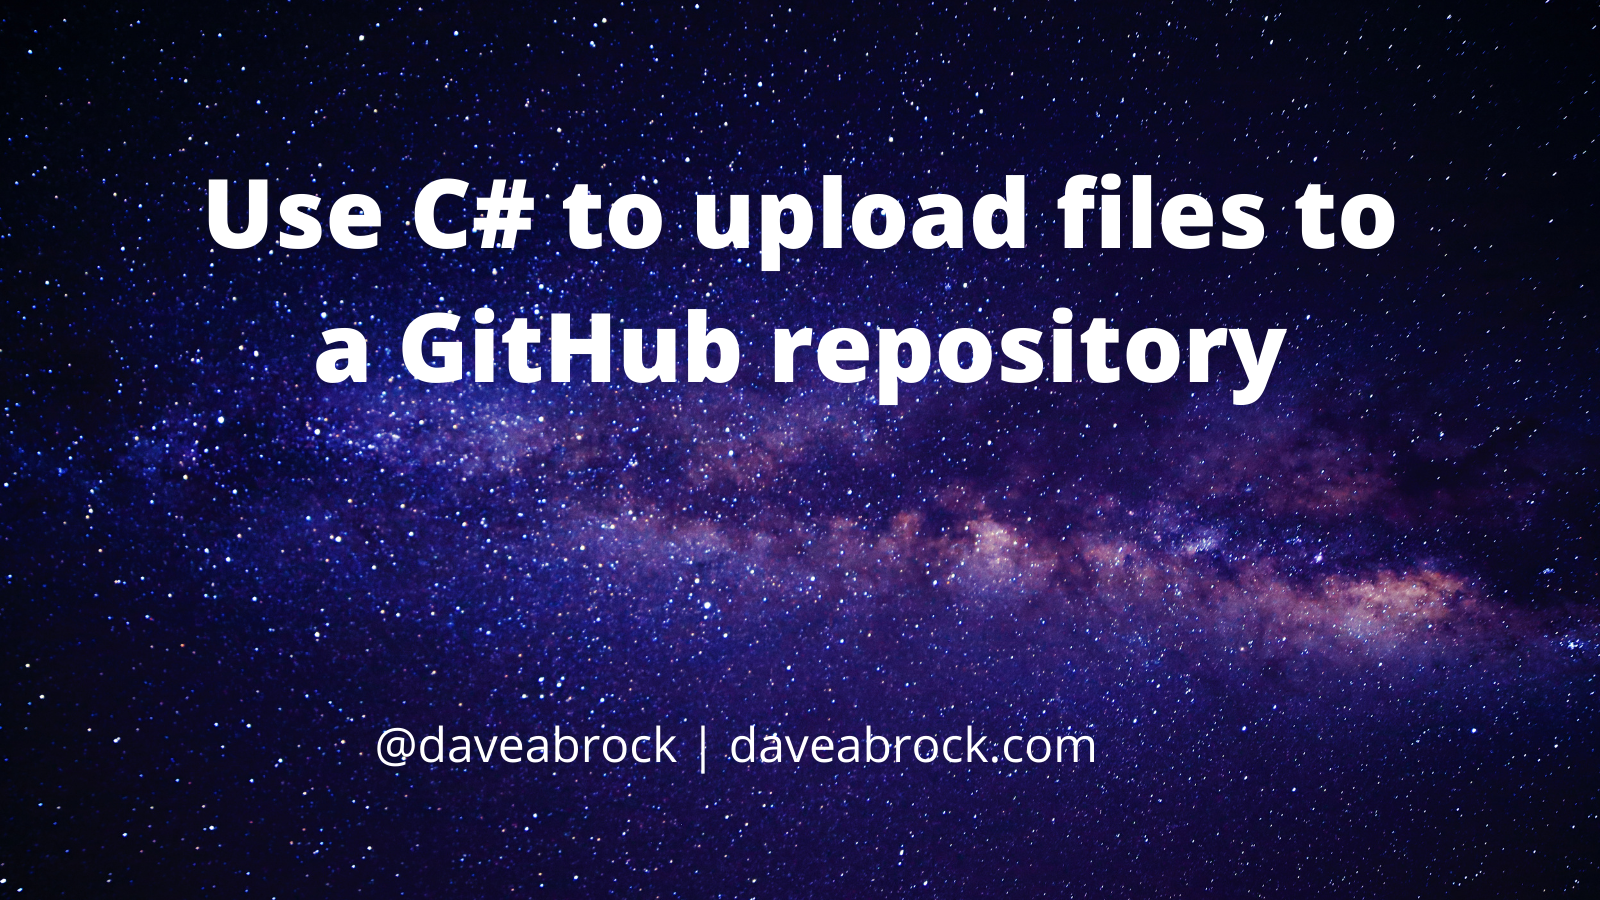 Use C# to upload files to
a GitHub repository
@daveabrock | daveabrock.com